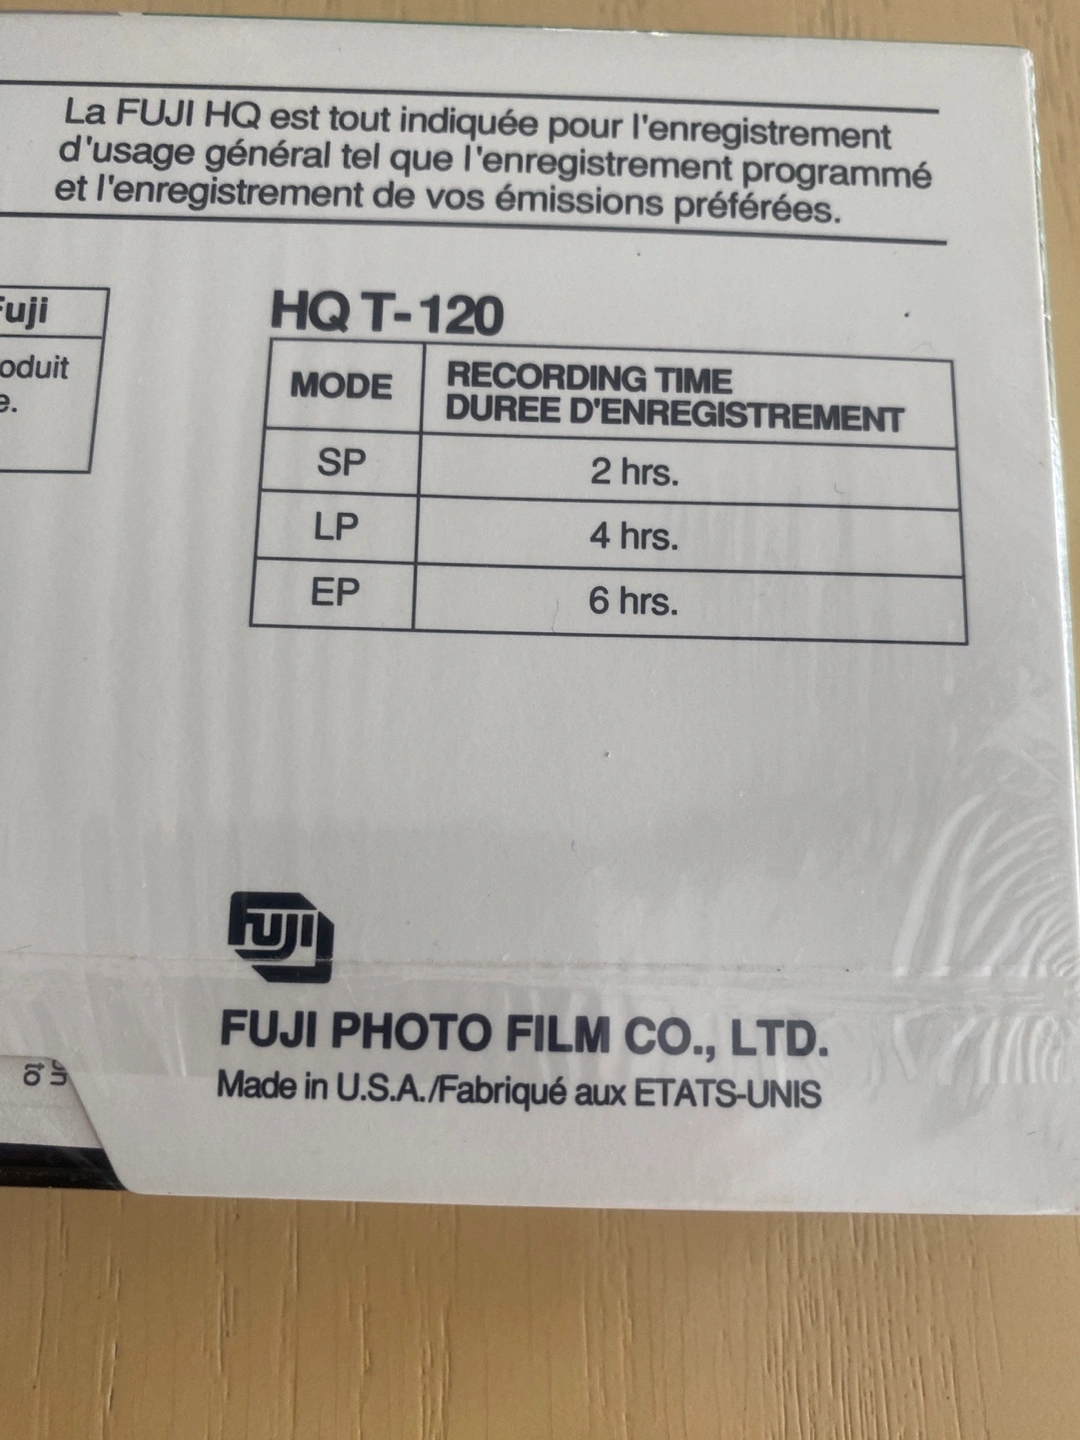 La FUJI HQ est tout indiquée pour l'enregistrement
d'usage général tel que l'enregistrement programmé
et l'enregistrement de vos émissions préférées.
Fuji
oduit
e.
HQ T-120
MODE RECORDING TIME
DUREE D'ENREGISTREMENT
SP 2 hrs.
LP 4 hrs.
EP 6 hrs.
FUJI
FUJI PHOTO FILM CO., LTD.
Made in U.S.A./Fabriqué aux ETATS-UNIS
to